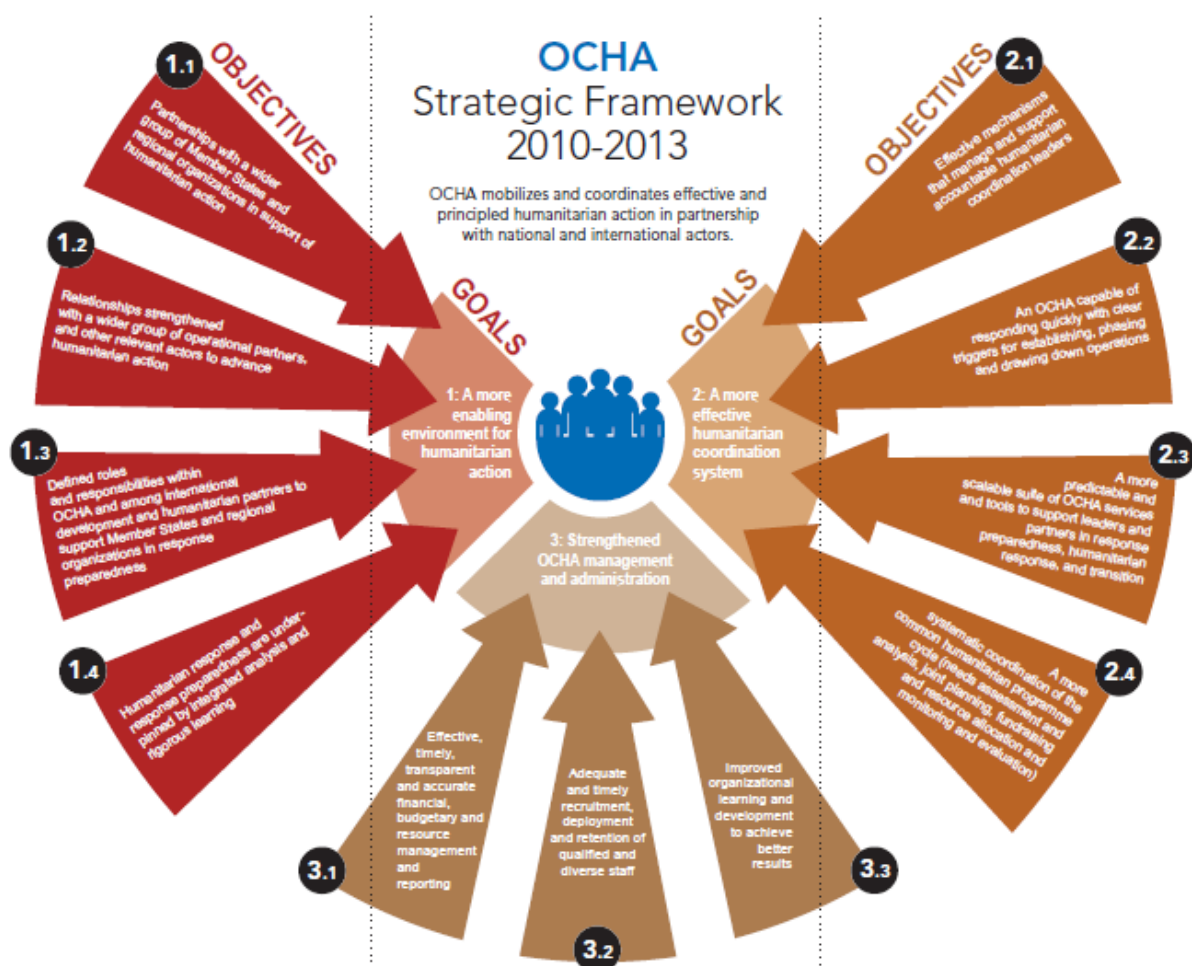 OCHA
Strategic Framework
2010-2013
OCHA mobilizes and coordinates effective and
principled humanitarian action in partnership
with national and international actors.
OBJECTIVES
1.1
Partnerships with a wider
group of Member States and
regional organizations in support of
humanitarian action
1.2
Relationships strengthened
with a wider group of operational partners,
and other relevant actors to advance
humanitarian action
1.3
Defined roles
and responsibilities within
OCHA and among international
development and humanitarian partners to
support Member States and regional
organizations in response
preparedness
1.4
Humanitarian response and
response preparedness are under-
pinned by integrated analysis and
rigorous learning
GOALS
1: A more
enabling
environment for
humanitarian
action
GOALS
2: A more
effective
humanitarian
coordination
system
3: Strengthened
OCHA management
and administration
OBJECTIVES
2.1
Effective mechanisms
that manage and support
accountable humanitarian
coordination leaders
2.2
An OCHA capable of
responding quickly with clear
triggers for establishing, phasing
and drawing down operations
2.3
A more
predictable and
scalable suite of OCHA services
and tools to support leaders and
partners in response
preparedness, humanitarian
response, and transition
2.4
A more
systematic coordination of the
common humanitarian programme
cycle (needs assessment and
analysis, joint planning, fundraising
and resource allocation and
monitoring and evaluation)
3.1
Effective,
timely,
transparent
and accurate
financial,
budgetary and
resource
management
and
reporting
3.2
Adequate
and timely
recruitment,
deployment
and retention of
qualified and
diverse staff
3.3
Improved
organizational
learning and
development
to achieve
better
results